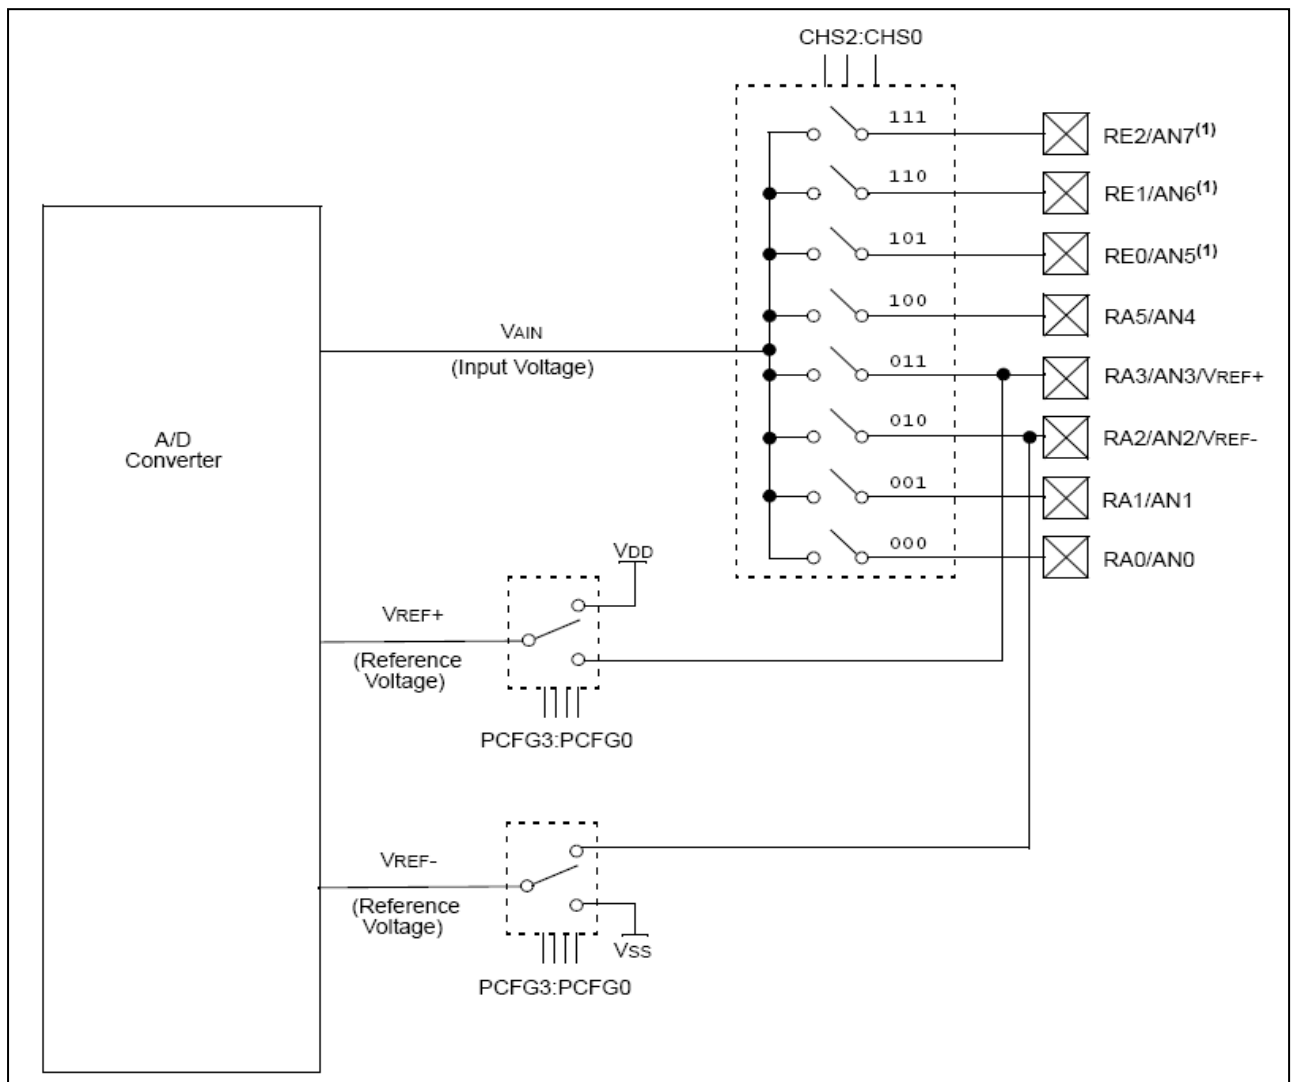 CHS2:CHS0
111
RE2/AN7(1)
110
RE1/AN6(1)
101
RE0/AN5(1)
100
RA5/AN4
VAIN
(Input Voltage)
011
RA3/AN3/VREF+
010
RA2/AN2/VREF-
A/D
Converter
001
RA1/AN1
000
RA0/AN0
VDD
VREF+
(Reference
Voltage)
PCFG3:PCFG0
VREF-
(Reference
Voltage)
VSS
PCFG3:PCFG0